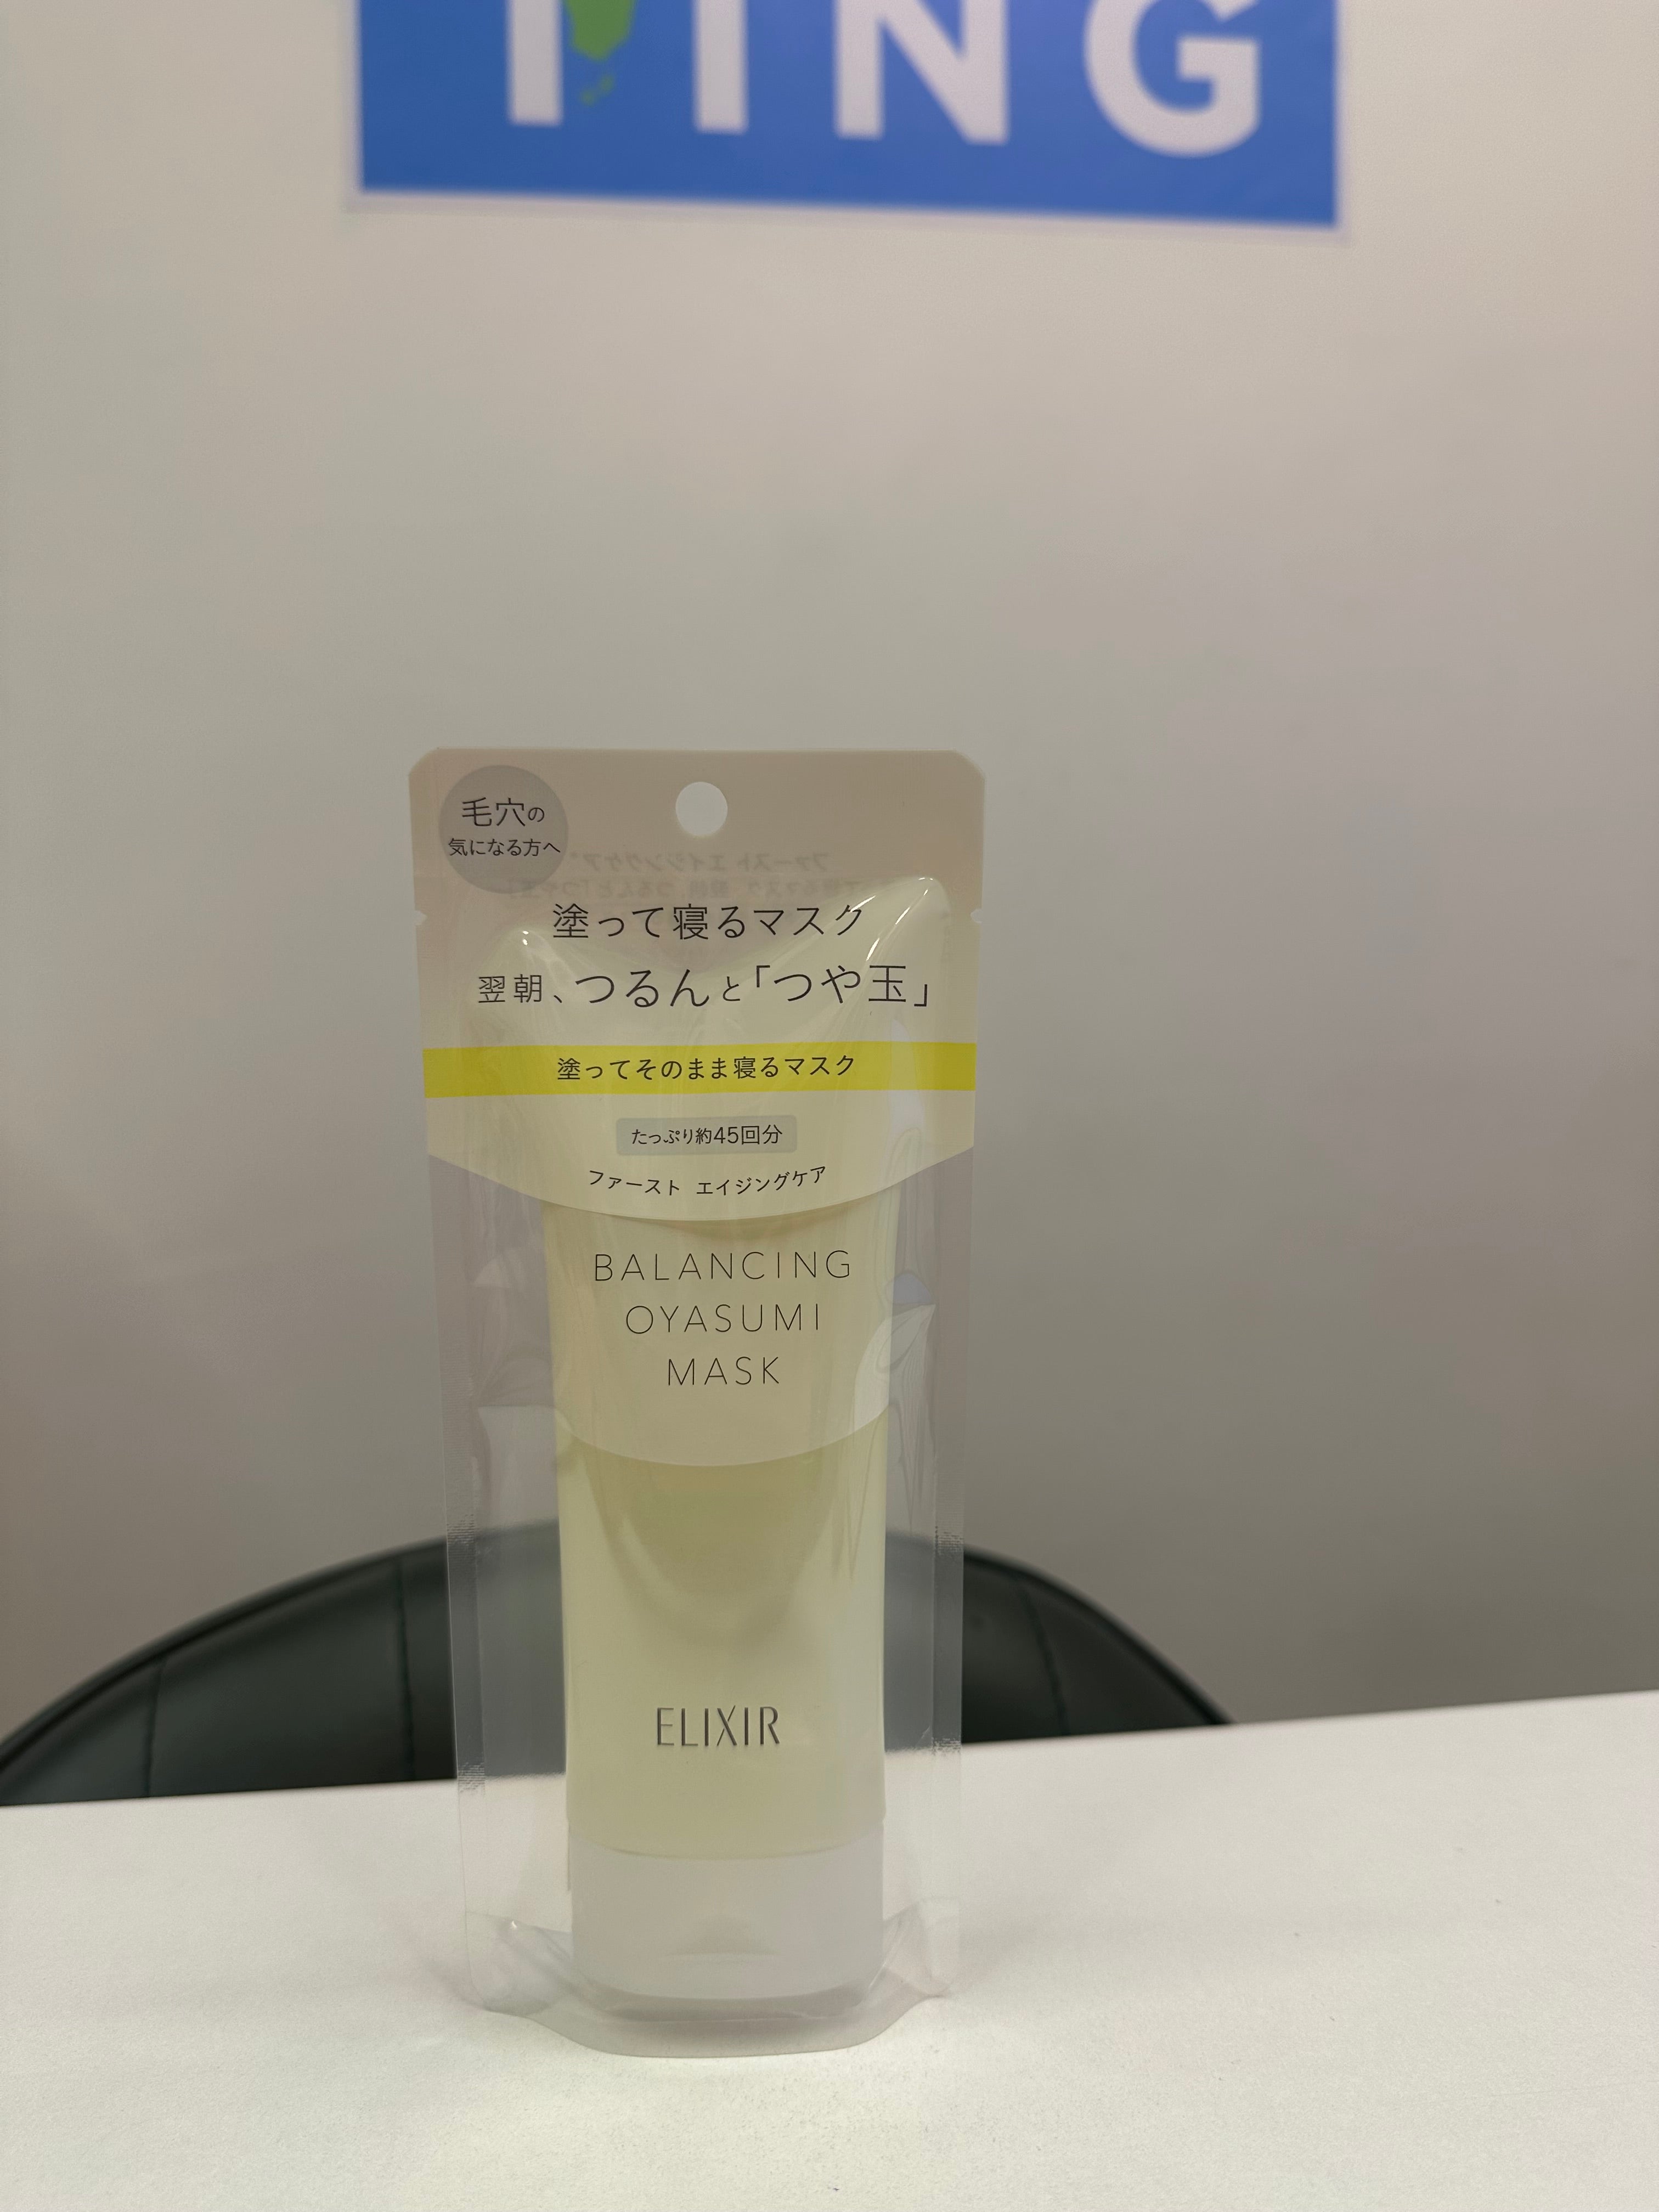 ING
毛穴の
気になる方へ
塗って寝るマスク
翌朝、つるんと「つや玉」
塗ってそのまま寝るマスク
たっぷり約45回分
ファースト エイジングケア
BALANCING
OYASUMI
MASK
ELIXIR